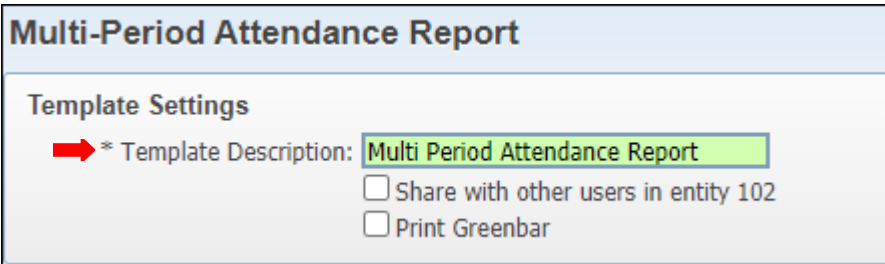 Multi-Period Attendance Report
Template Settings
* Template Description: Multi Period Attendance Report
Share with other users in entity 102
Print Greenbar